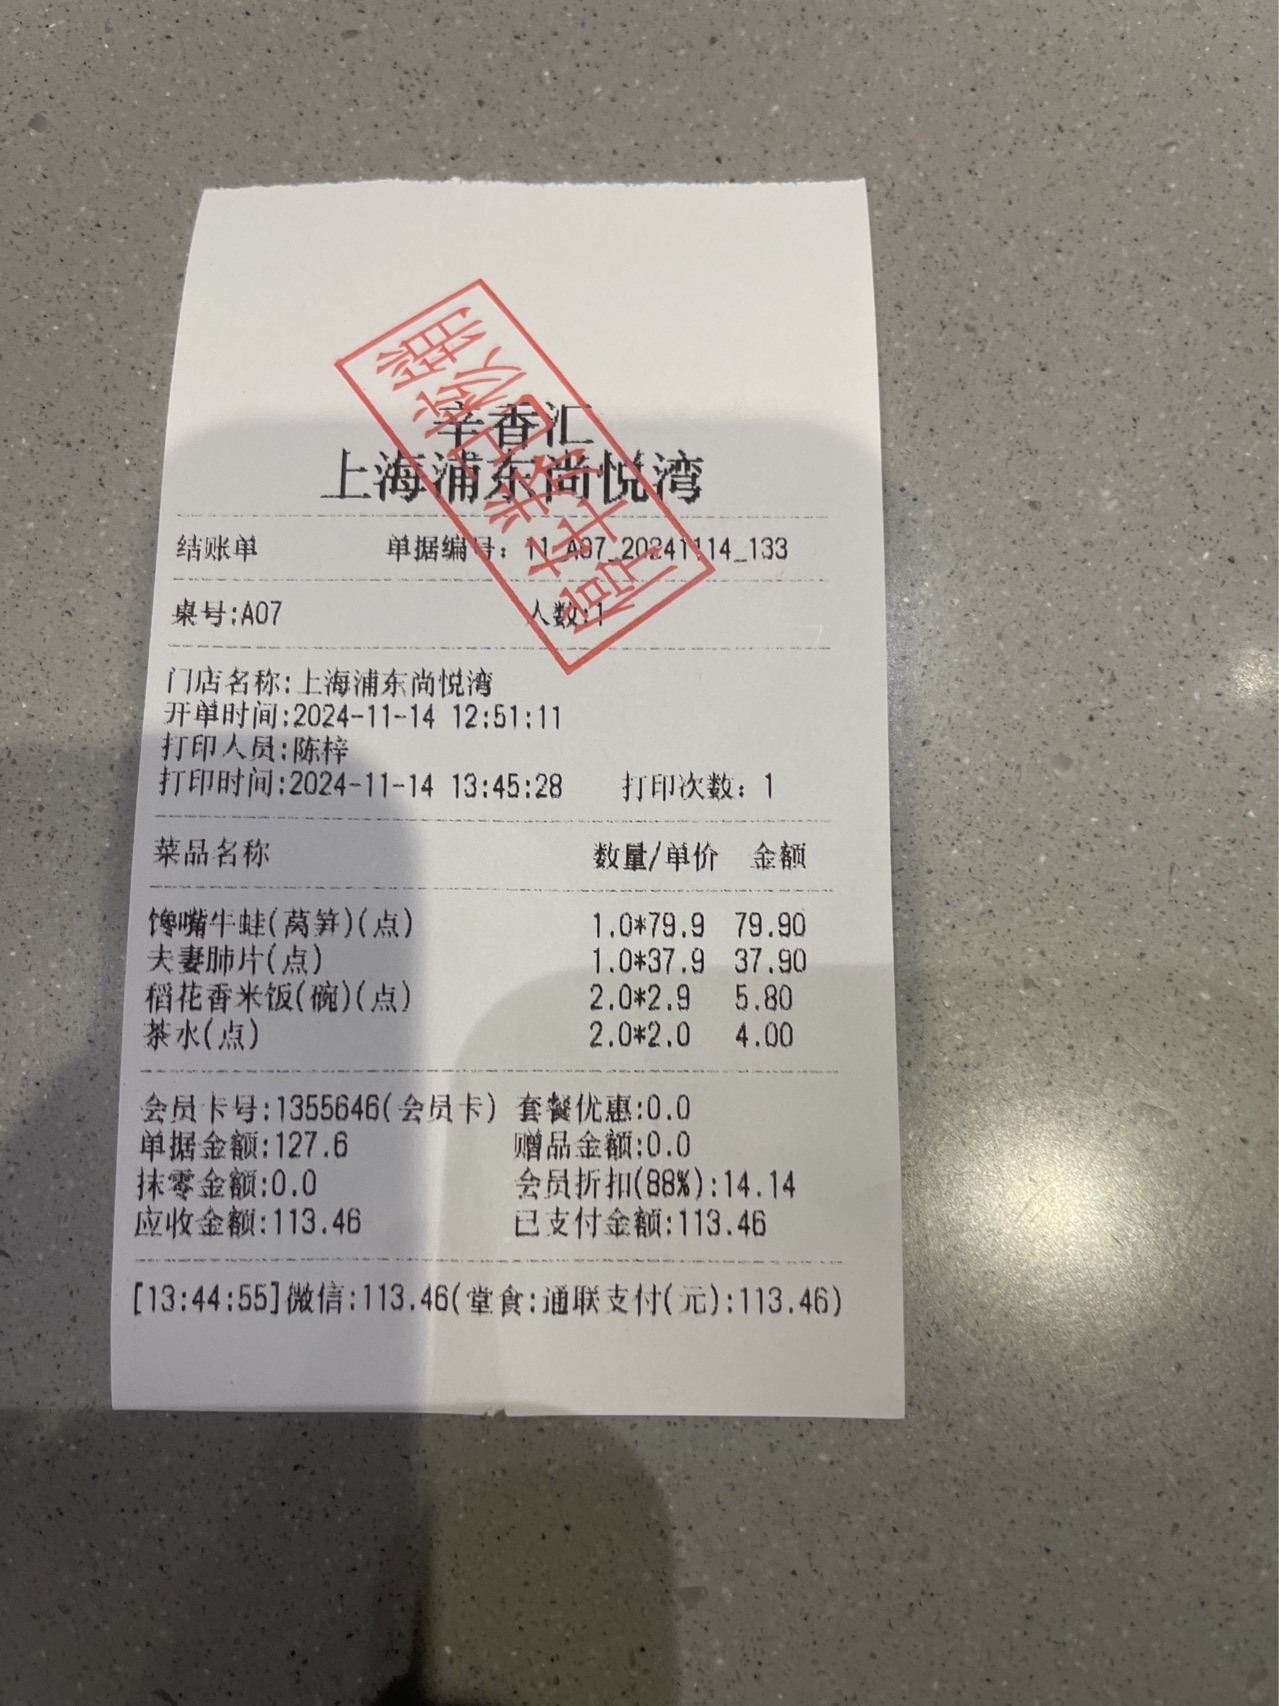 辛香汇
上海浦东尚悦湾
结账单 单据编号：11_A07_20241114_133
桌号:A07 人数:1
门店名称:上海浦东尚悦湾
开单时间:2024-11-14 12:51:11
打印人员:陈梓
打印时间:2024-11-14 13:45:28 打印次数：1
菜品名称 数量/单价 金额
馋嘴牛蛙(莴笋)(点) 1.0*79.9 79.90
夫妻肺片(点) 1.0*37.9 37.90
稻花香米饭(碗)(点) 2.0*2.9 5.80
茶水(点) 2.0*2.0 4.00
会员卡号:1355646(会员卡) 套餐优惠:0.0
单据金额:127.6 赠品金额:0.0
抹零金额:0.0 会员折扣(88%):14.14
应收金额:113.46 已支付金额:113.46
[13:44:55]微信:113.46(堂食:通联支付(元):113.46)